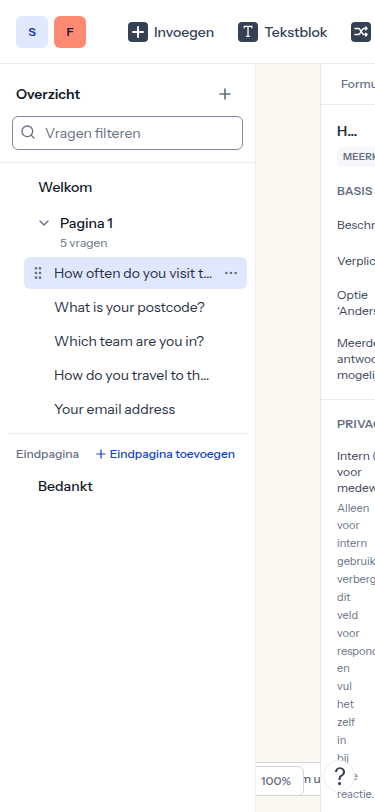 S F Invoegen Tekstblok
Overzicht
Vragen filteren
Welkom
Pagina 1
5 vragen
How often do you visit t...
What is your postcode?
Which team are you in?
How do you travel to th...
Your email address
Eindpagina + Eindpagina toevoegen
Bedankt
100%
Formu
H...
MEERK
BASIS
Beschr
Verplic
Optie
'Anders
Meerde
antwoo
mogelij
PRIVAC
Intern (
voor
medew
Alleen
voor
intern
gebruik
verberg
dit
veld
voor
respond
en
vul
het
zelf
in
bij
?
reactie.